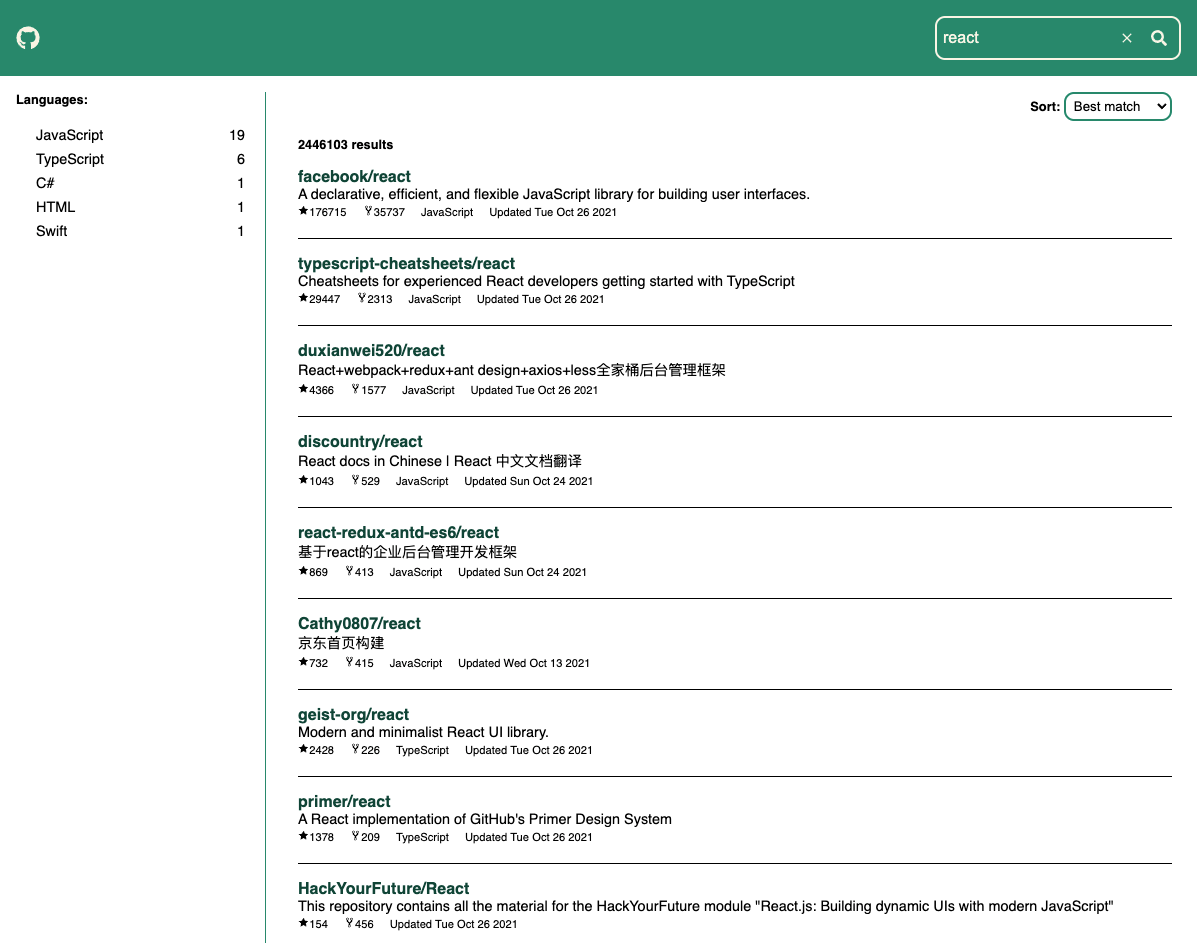 react
Languages:
JavaScript 19
TypeScript 6
C# 1
HTML 1
Swift 1
Sort: Best match
2446103 results
facebook/react
A declarative, efficient, and flexible JavaScript library for building user interfaces.
176715 35737 JavaScript Updated Tue Oct 26 2021
typescript-cheatsheets/react
Cheatsheets for experienced React developers getting started with TypeScript
29447 2313 JavaScript Updated Tue Oct 26 2021
duxianwei520/react
React+webpack+redux+ant design+axios+less全家桶后台管理框架
4366 1577 JavaScript Updated Tue Oct 26 2021
discountry/react
React docs in Chinese | React 中文文档翻译
1043 529 JavaScript Updated Sun Oct 24 2021
react-redux-antd-es6/react
基于react的企业后台管理开发框架
869 413 JavaScript Updated Sun Oct 24 2021
Cathy0807/react
京东首页构建
732 415 JavaScript Updated Wed Oct 13 2021
geist-org/react
Modern and minimalist React UI library.
2428 226 TypeScript Updated Tue Oct 26 2021
primer/react
A React implementation of GitHub's Primer Design System
1378 209 TypeScript Updated Tue Oct 26 2021
HackYourFuture/React
This repository contains all the material for the HackYourFuture module "React.js: Building dynamic UIs with modern JavaScript"
154 456 Updated Tue Oct 26 2021